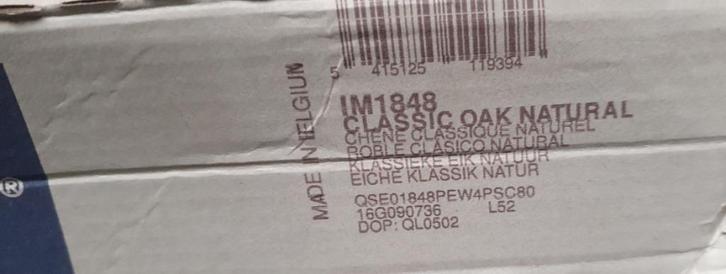 5 415125 119394
MADE IN BELGIUM
IM1848
CLASSIC OAK NATURAL
CHENE CLASSIQUE NATUREL
ROBLE CLASICO NATURAL
KLASSIEKE EIK NATUUR
EICHE KLASSIK NATUR
QSE01848PEW4PSC80
16G090736 L52
DOP: QL0502
®